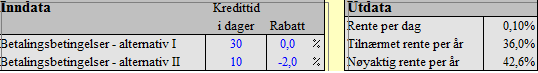 Inndata Kredittid
i dager Rabatt
Betalingsbetingelser - alternativ I 30 0,0 %
Betalingsbetingelser - alternativ II 10 -2,0 %
Utdata
Rente per dag 0,10%
Tilnærmet rente per år 36,0%
Nøyaktig rente per år 42,6%